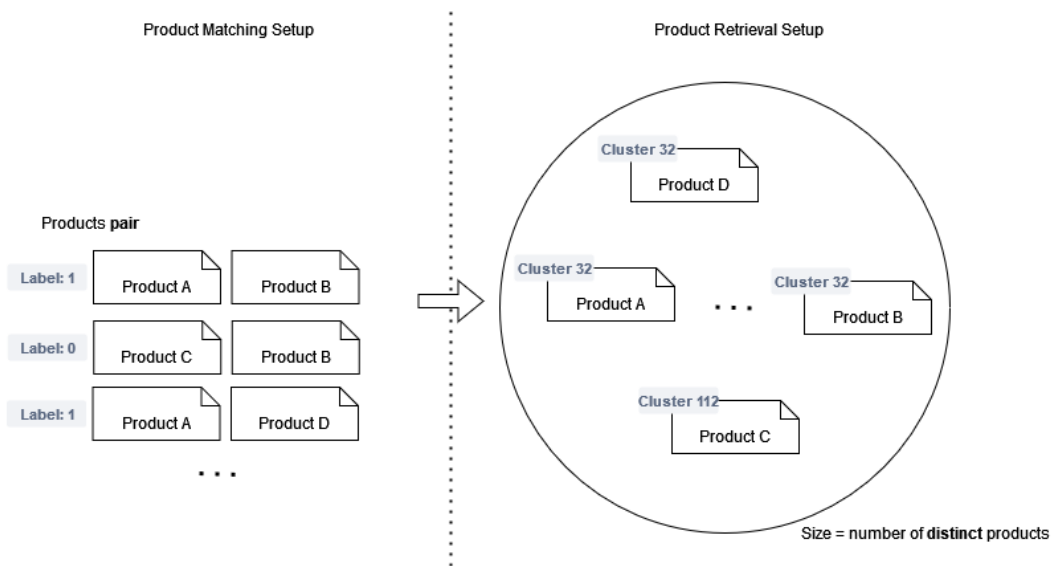 Product Matching Setup
Products pair
Label: 1
Product A
Product B
Label: 0
Product C
Product B
Label: 1
Product A
Product D
. . .
Product Retrieval Setup
Cluster 32
Product D
Cluster 32
Product A
. . .
Cluster 32
Product B
Cluster 112
Product C
Size = number of distinct products